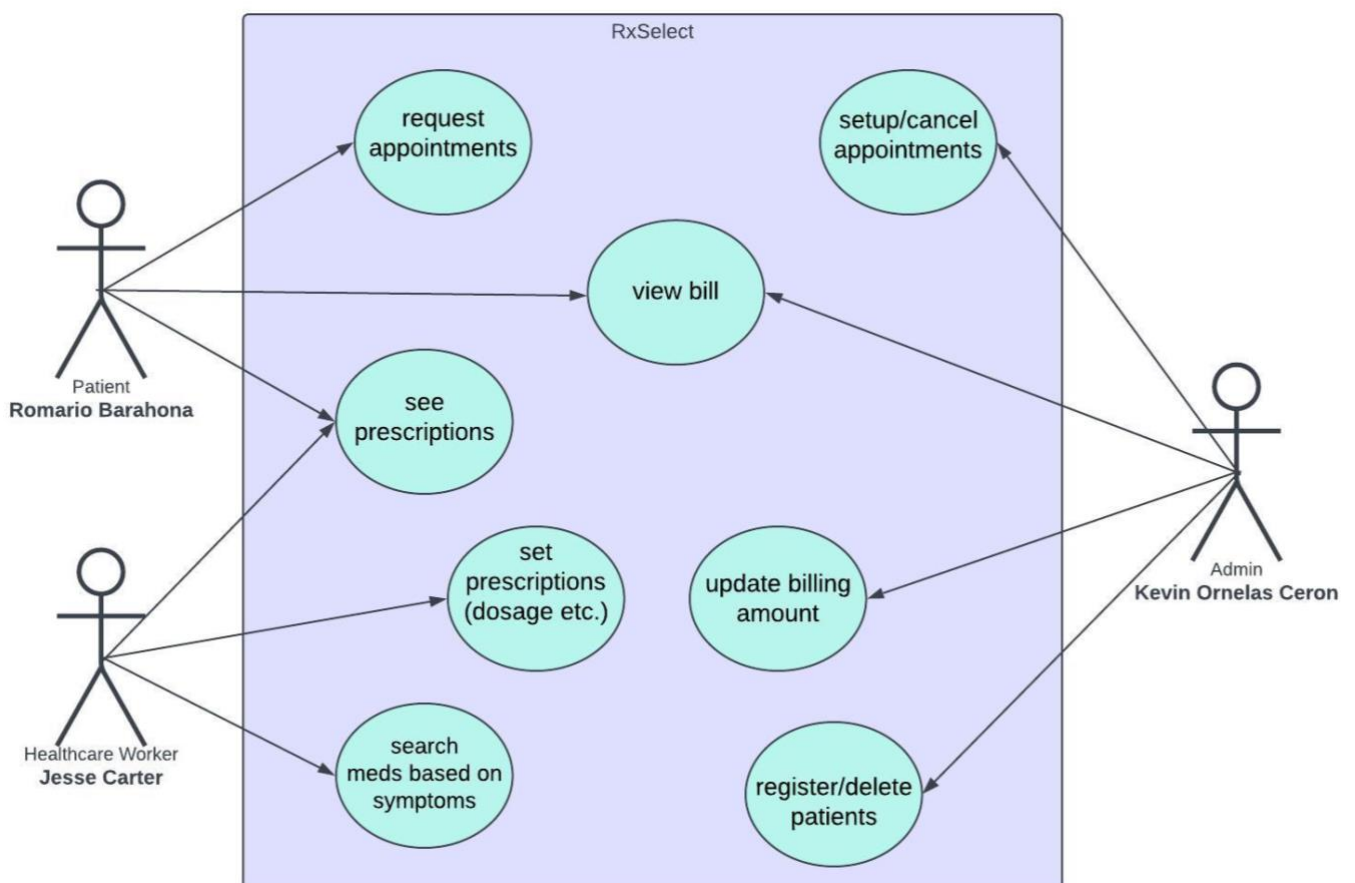 RxSelect
request
appointments
setup/cancel
appointments
view bill
Patient
Romario Barahona
see
prescriptions
set
prescriptions
(dosage etc.)
update billing
amount
Admin
Kevin Ornelas Ceron
Healthcare Worker
Jesse Carter
search
meds based on
symptoms
register/delete
patients